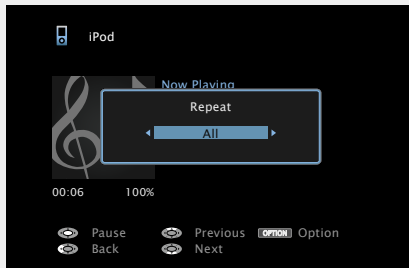 iPod
Now Playing
Repeat
All
00:06 100%
Pause Previous OPTION Option
Back Next